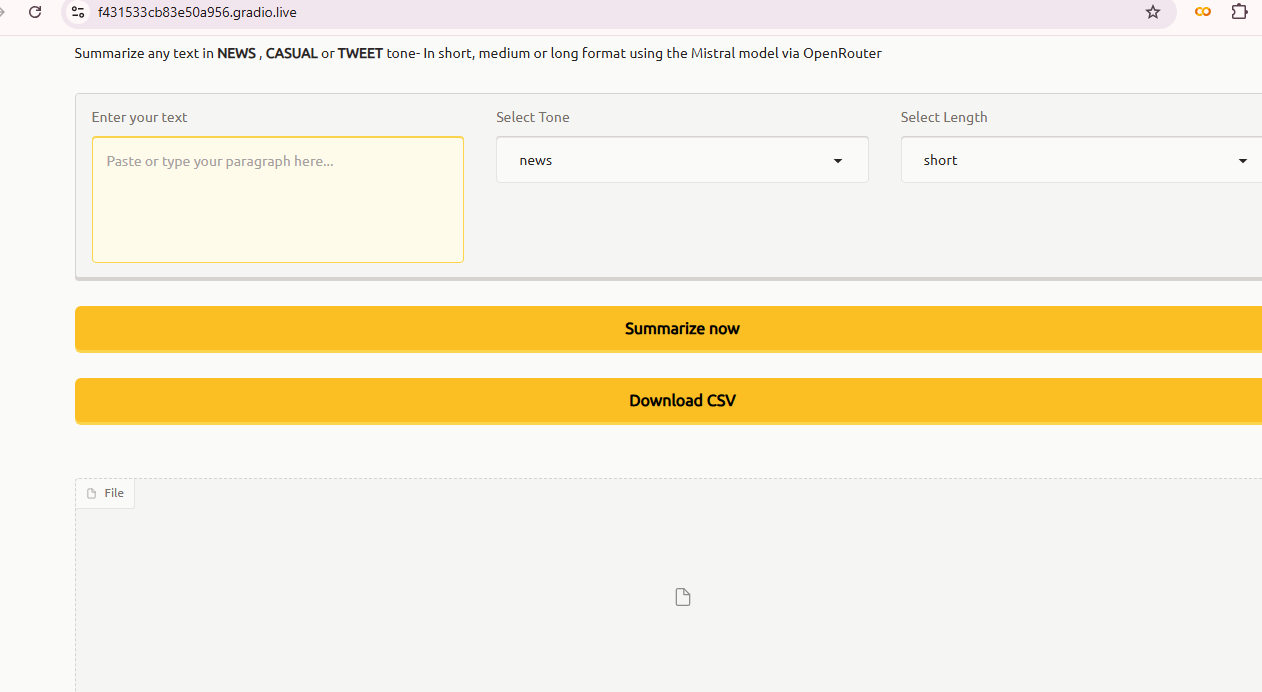 f431533cb83e50a956.gradio.live
Summarize any text in NEWS , CASUAL or TWEET tone- In short, medium or long format using the Mistral model via OpenRouter
Enter your text
Select Tone
Select Length
Paste or type your paragraph here...
news
short
Summarize now
Download CSV
File